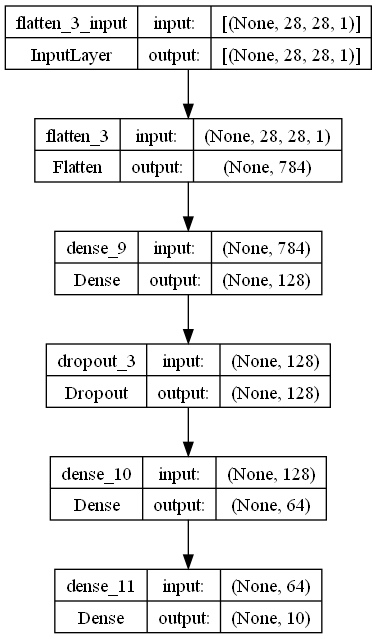 flatten_3_input input: [(None, 28, 28, 1)]
InputLayer output: [(None, 28, 28, 1)]
flatten_3 input: (None, 28, 28, 1)
Flatten output: (None, 784)
dense_9 input: (None, 784)
Dense output: (None, 128)
dropout_3 input: (None, 128)
Dropout output: (None, 128)
dense_10 input: (None, 128)
Dense output: (None, 64)
dense_11 input: (None, 64)
Dense output: (None, 10)